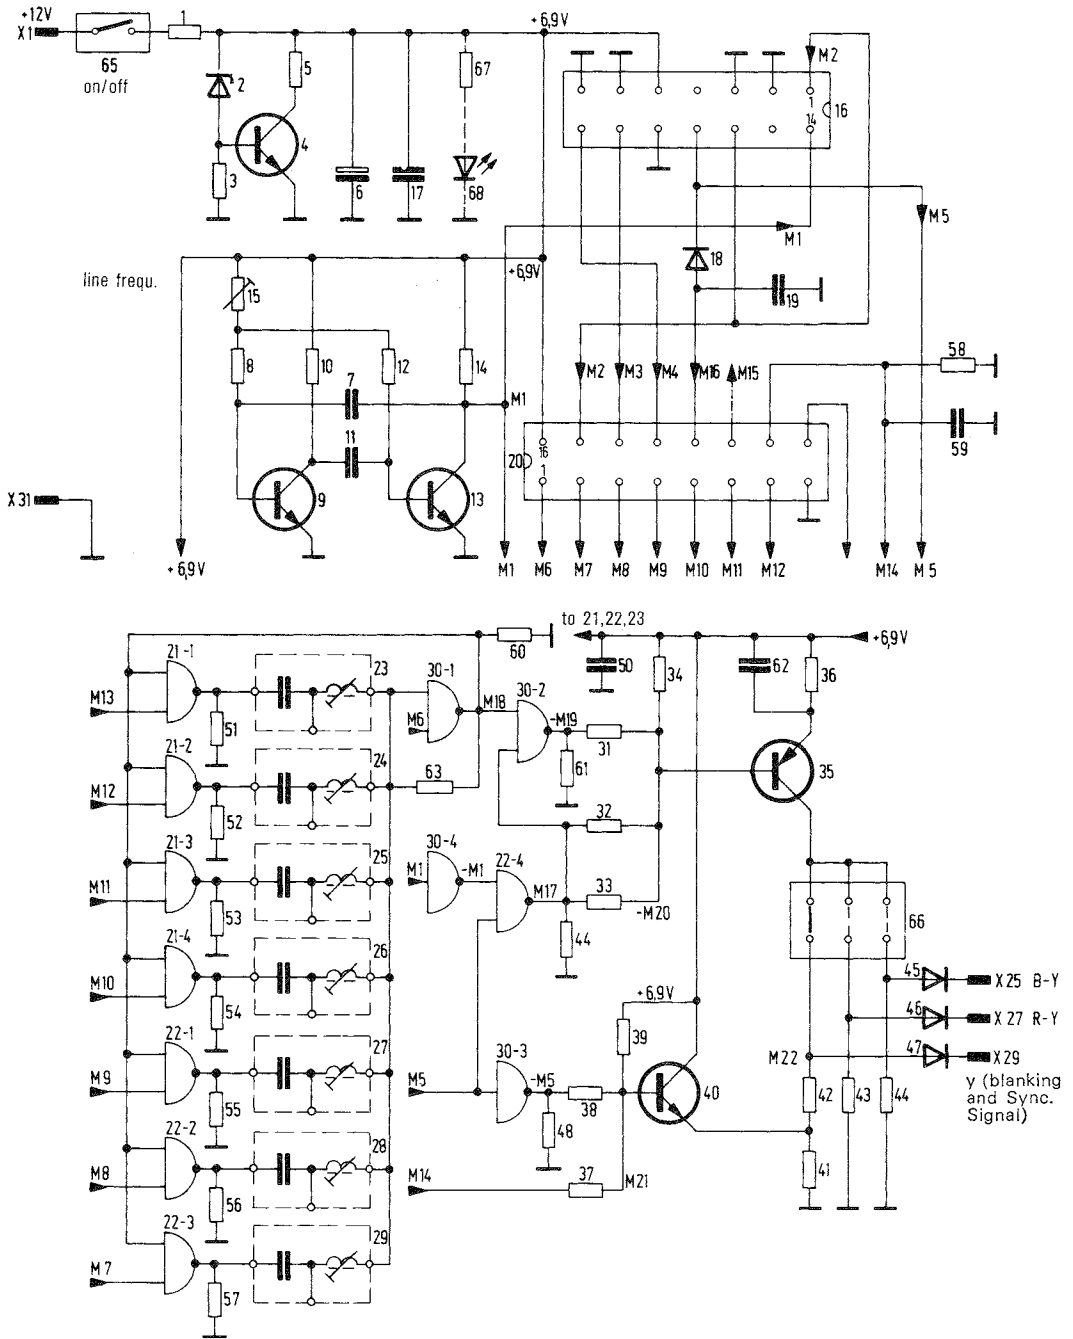 +12V
X1
1
65
on/off
2
3
4
5
6
17
67
68
+6,9V
M2
1
14
16
M1
M5
18
19
line frequ.
15
8
10
12
14
7
11
9
13
+6,9V
M1
X31
+6,9V
M2
M3
M4
M16
M15
58
59
20
16
1
M1
M6
M7
M8
M9
M10
M11
M12
M14
M5
to 21,22,23
60
50
34
62
36
+6,9V
21-1
M13
51
23
30-1
M6
M18
30-2
-M19
31
61
35
21-2
M12
52
24
63
32
21-3
M11
53
25
30-4
M1
-M1
22-4
M17
33
-M20
44
66
21-4
M10
54
26
+6,9V
39
45
X25 B-Y
46
X27 R-Y
47
X29
y (blanking
and Sync.
Signal)
22-1
M9
55
27
M5
30-3
-M5
38
48
40
M22
42
43
44
41
22-2
M8
56
28
M14
37
M21
22-3
M7
57
29